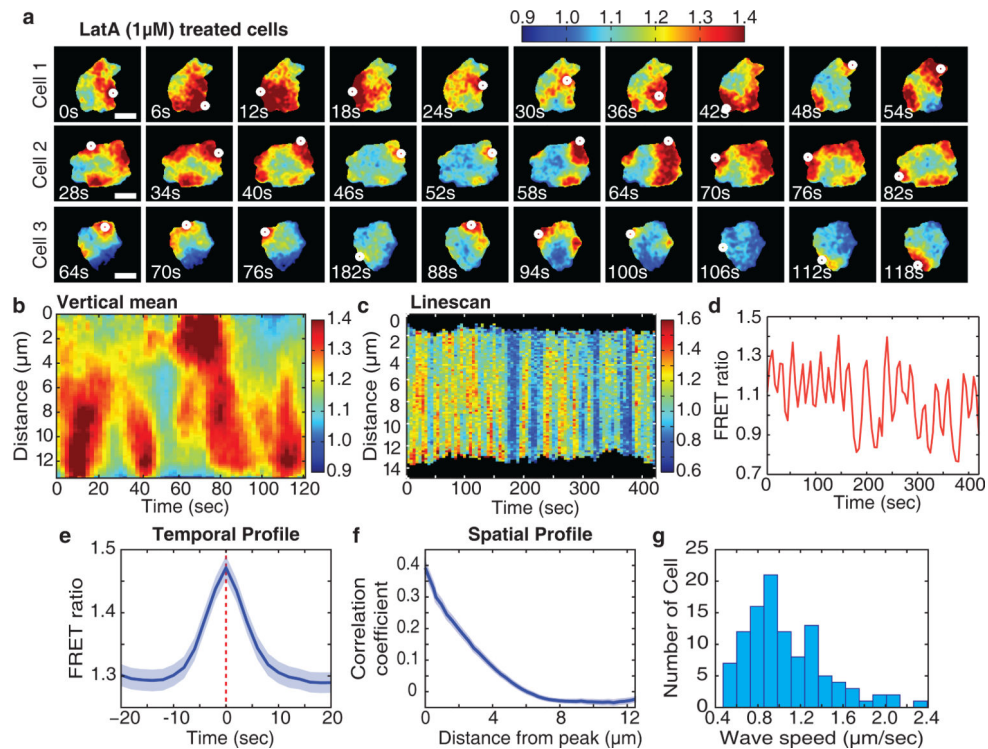 a
LatA (1µM) treated cells
0.9 1.0 1.1 1.2 1.3 1.4
Cell 1
0s 6s 12s 18s 24s 30s 36s 42s 48s 54s
Cell 2
28s 34s 40s 46s 52s 58s 64s 70s 76s 82s
Cell 3
64s 70s 76s 182s 88s 94s 100s 106s 112s 118s
b Vertical mean
Distance (µm)
0 2 4 6 8 10 12
0 20 40 60 80 100 120
Time (sec)
1.4 1.3 1.2 1.1 1.0 0.9
c Linescan
Distance (µm)
0 2 4 6 8 10 12 14
0 100 200 300 400
Time (sec)
1.6 1.4 1.2 1.0 0.8 0.6
d
FRET ratio
1.5 1.3 1.1 0.9 0.7
0 100 200 300 400
Time (sec)
e Temporal Profile
FRET ratio
1.5 1.4 1.3
−20 −10 0 10 20
Time (sec)
f Spatial Profile
Correlation
coefficient
0.4 0.3 0.2 0.4 0
0 4 8 12
Distance from peak (µm)
g
Number of Cell
25 20 15 10 5 0
0.4 0.8 1.2 1.6 2.0 2.4
Wave speed (µm/sec)